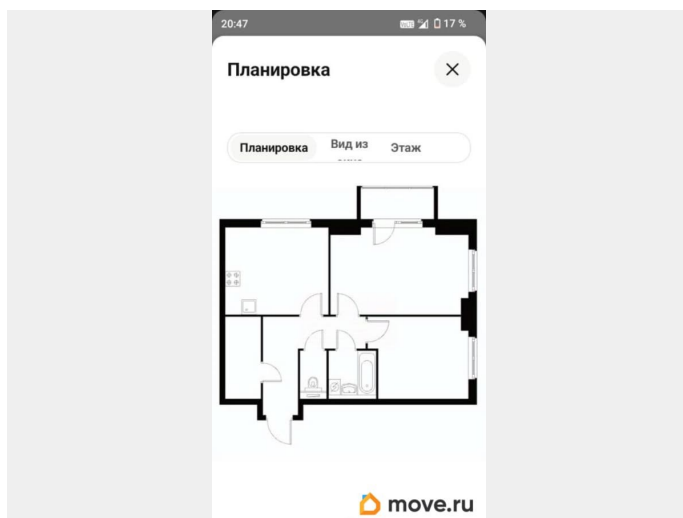 20:47
17 %
Планировка
Планировка
Вид из
Этаж
move.ru